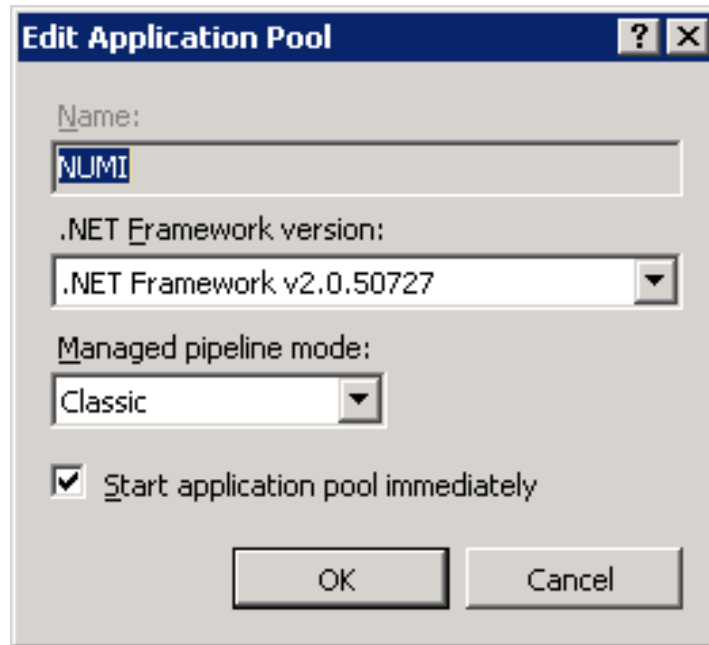 Edit Application Pool
Name:
NUMI
.NET Framework version:
.NET Framework v2.0.50727
Managed pipeline mode:
Classic
Start application pool immediately
OK Cancel